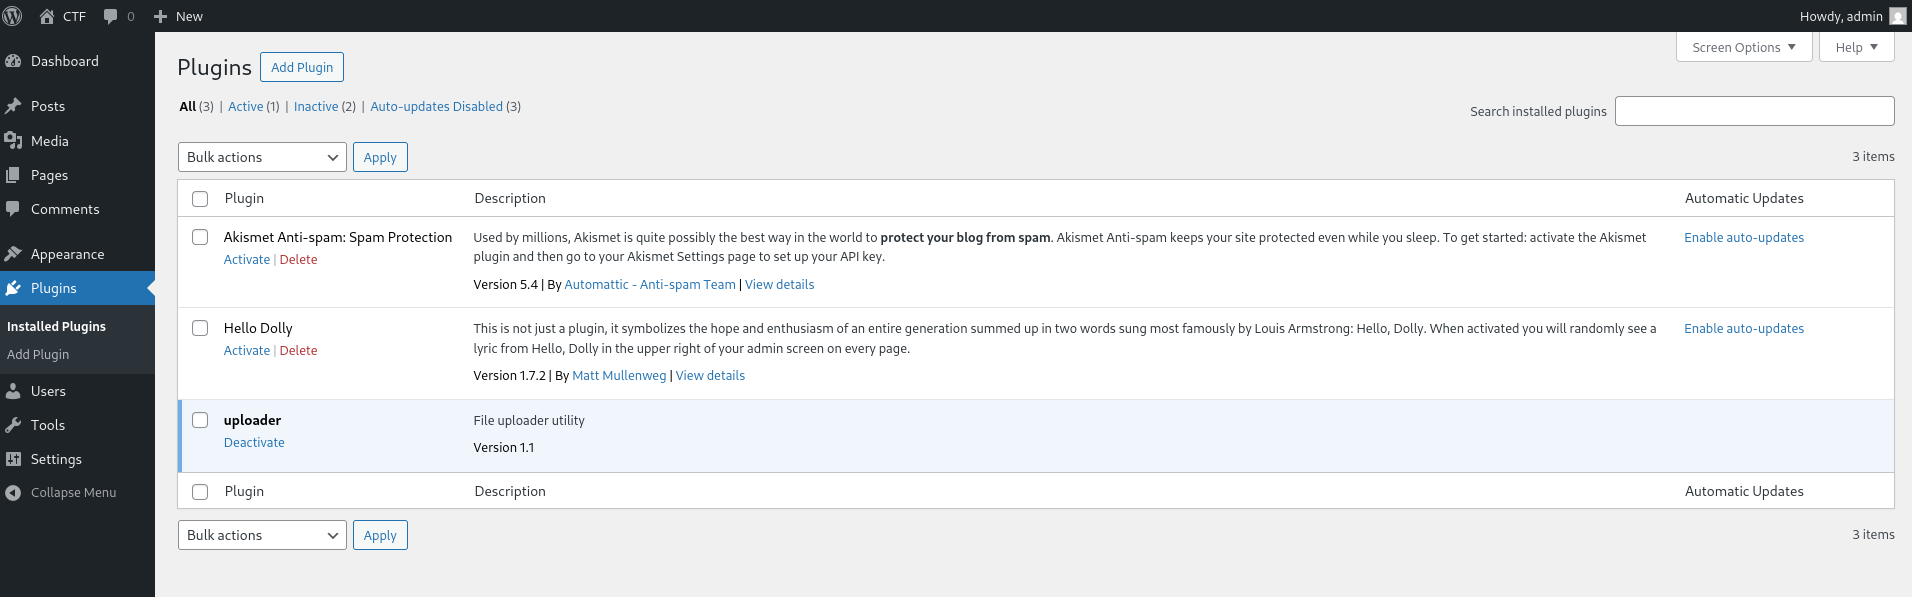 CTF 0 New Howdy, admin
Screen Options Help
Dashboard
Posts
Media
Pages
Comments
Appearance
Plugins
Installed Plugins
Add Plugin
Users
Tools
Settings
Collapse Menu
Plugins Add Plugin
All (3) | Active (1) | Inactive (2) | Auto-updates Disabled (3)
Search installed plugins
Bulk actions Apply 3 items
Plugin Description Automatic Updates
Akismet Anti-spam: Spam Protection
Activate | Delete
Used by millions, Akismet is quite possibly the best way in the world to protect your blog from spam. Akismet Anti-spam keeps your site protected even while you sleep. To get started: activate the Akismet
plugin and then go to your Akismet Settings page to set up your API key.
Version 5.4 | By Automattic - Anti-spam Team | View details
Enable auto-updates
Hello Dolly
Activate | Delete
This is not just a plugin, it symbolizes the hope and enthusiasm of an entire generation summed up in two words sung most famously by Louis Armstrong: Hello, Dolly. When activated you will randomly see a
lyric from Hello, Dolly in the upper right of your admin screen on every page.
Version 1.7.2 | By Matt Mullenweg | View details
Enable auto-updates
uploader
Deactivate
File uploader utility
Version 1.1
Plugin Description Automatic Updates
Bulk actions Apply 3 items